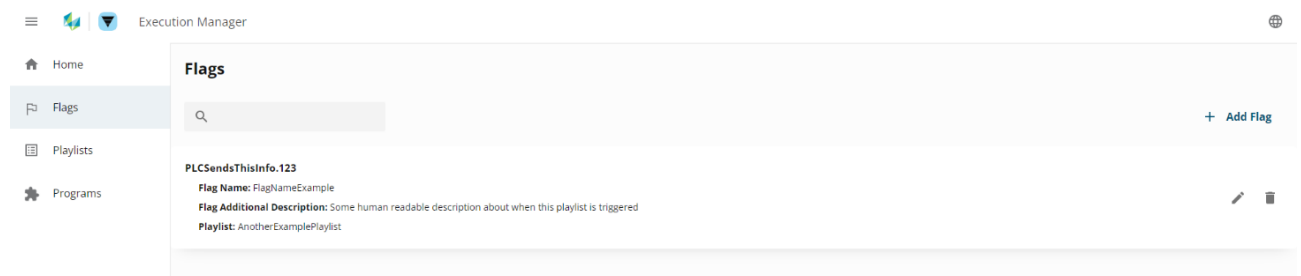 Execution Manager
Home
Flags
Playlists
Programs
Flags
+ Add Flag
PLCSendsThisInfo.123
Flag Name: FlagNameExample
Flag Additional Description: Some human readable description about when this playlist is triggered
Playlist: AnotherExamplePlaylist